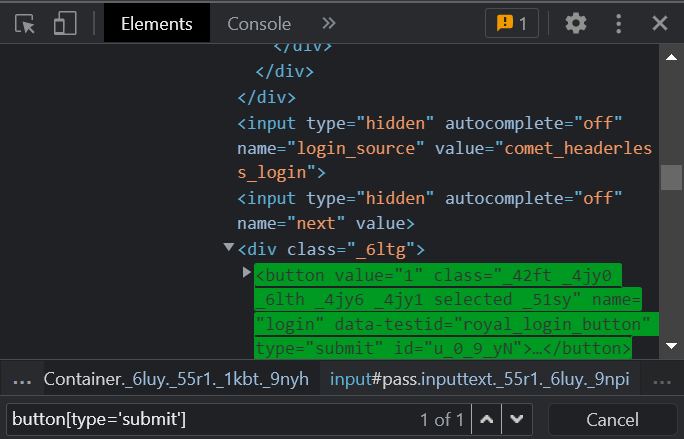 Elements Console » 1
</div>
</div>
</div>
<input type="hidden" autocomplete="off"
name="login_source" value="comet_headerles
s_login">
<input type="hidden" autocomplete="off"
name="next" value>
<div class="_6ltg">
<button value="1" class="_42ft _4jy0
_6lth _4jy6 _4jy1 selected _51sy" name=
"login" data-testid="royal_login_button"
type="submit" id="u_0_9_yN">…</button>
... Container._6luy._55r1._1kbt._9nyh input#pass.inputtext._55r1._6luy._9npi ...
button[type='submit'] 1 of 1 Cancel